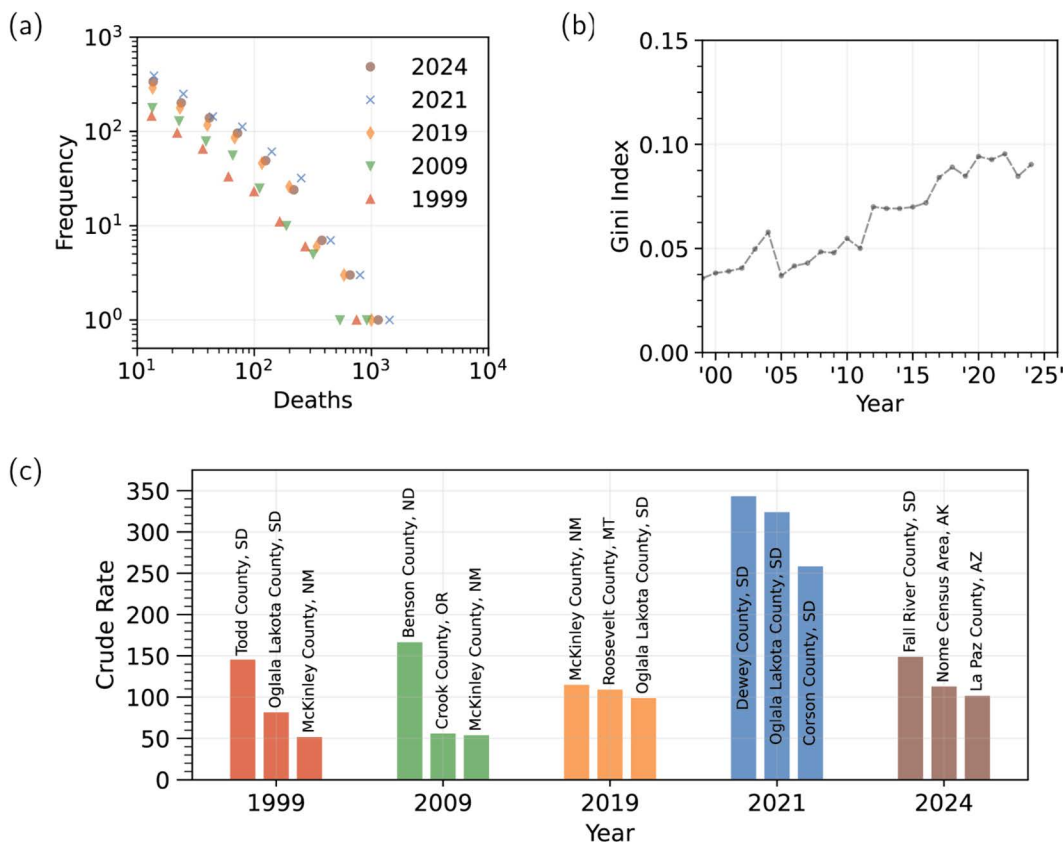 (a)
10³
10²
10¹
10⁰
Frequency
10¹
10²
10³
10⁴
Deaths
2024
2021
2019
2009
1999
(b)
0.15
0.10
0.05
0.00
Gini Index
'00
'05
'10
'15
'20
'25'
Year
(c)
350
300
250
200
150
100
50
0
Crude Rate
Todd County, SD
Oglala Lakota County, SD
McKinley County, NM
Benson County, ND
Crook County, OR
McKinley County, NM
McKinley County, NM
Roosevelt County, MT
Oglala Lakota County, SD
Dewey County, SD
Oglala Lakota County, SD
Corson County, SD
Fall River County, SD
Nome Census Area, AK
La Paz County, AZ
1999
2009
2019
2021
2024
Year